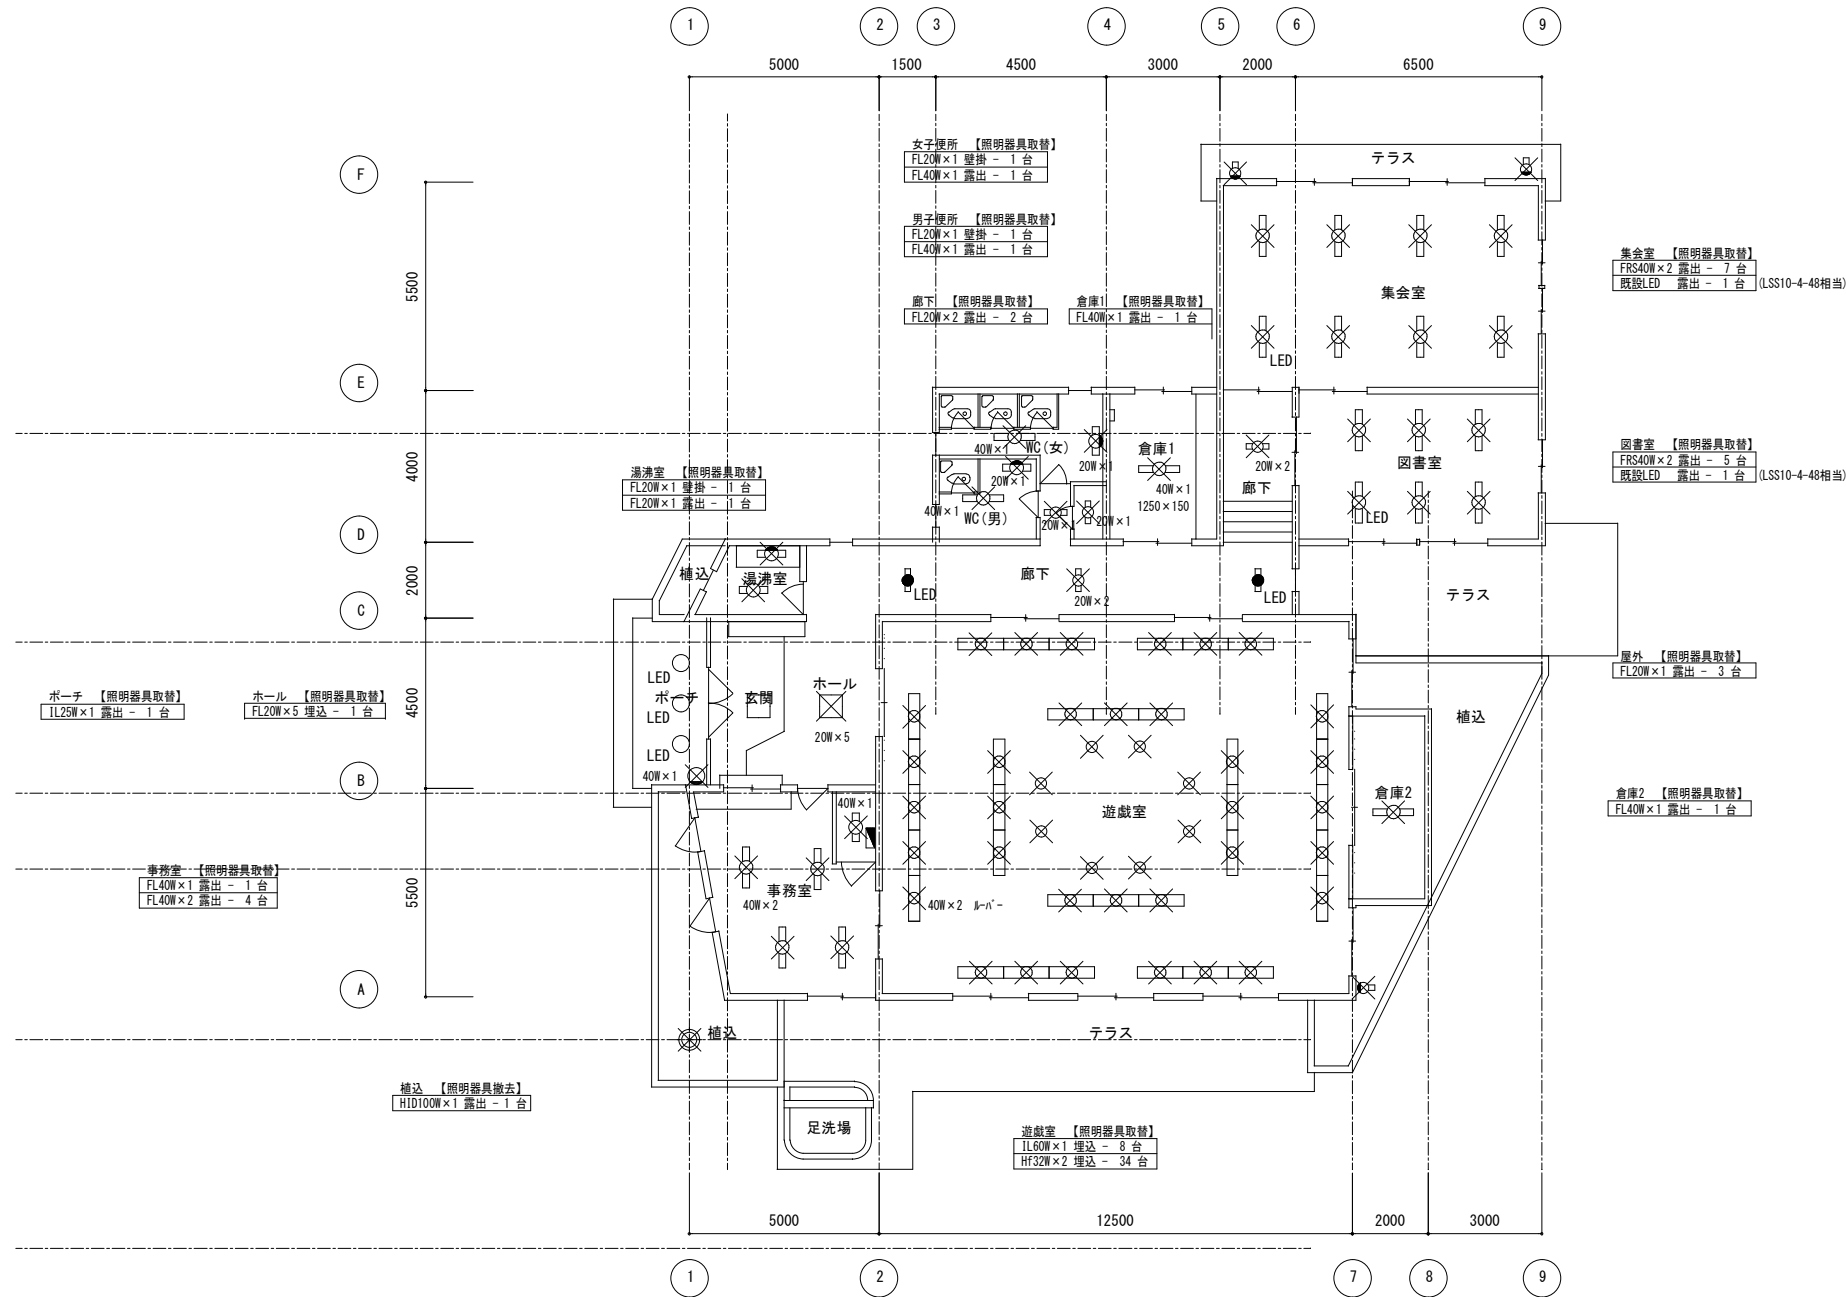 1
2
3
4
5
6
9
5000
1500
4500
3000
2000
6500
F
E
D
C
B
A
5500
4000
2000
4500
5500
女子便所 【照明器具取替】
FL20W×1 壁掛 - 1 台
FL40W×1 露出 - 1 台
男子便所 【照明器具取替】
FL20W×1 壁掛 - 1 台
FL40W×1 露出 - 1 台
廊下 【照明器具取替】
FL20W×2 露出 - 2 台
倉庫1 【照明器具取替】
FL40W×1 露出 - 1 台
テラス
集会室
LED
集会室 【照明器具取替】
FRS40W×2 露出 - 7 台
既設LED 露出 - 1 台 (LSS10-4-48相当)
湯沸室 【照明器具取替】
FL20W×1 壁掛 - 1 台
FL20W×1 露出 - 1 台
40W×1
WC(女)
20W×1
20W×1
40W×1
WC(男)
20W×1
20W×1
倉庫1
40W×1
1250×150
20W×2
廊下
図書室
LED
図書室 【照明器具取替】
FRS40W×2 露出 - 5 台
既設LED 露出 - 1 台 (LSS10-4-48相当)
植込
湯沸室
LED
廊下
20W×2
LED
テラス
屋外 【照明器具取替】
FL20W×1 露出 - 3 台
ポーチ 【照明器具取替】
IL25W×1 露出 - 1 台
ホール 【照明器具取替】
FL20W×5 埋込 - 1 台
LED
ポーチ
LED
LED
40W×1
玄関
ホール
20W×5
植込
遊戯室
倉庫2
倉庫2 【照明器具取替】
FL40W×1 露出 - 1 台
40W×1
事務室 【照明器具取替】
FL40W×1 露出 - 1 台
FL40W×2 露出 - 4 台
事務室
40W×2
40W×2 ルーバー
植込
テラス
植込 【照明器具撤去】
HID100W×1 露出 - 1 台
足洗場
遊戯室 【照明器具取替】
IL60W×1 埋込 - 8 台
Hf32W×2 埋込 - 34 台
5000
12500
2000
3000
1
2
7
8
9